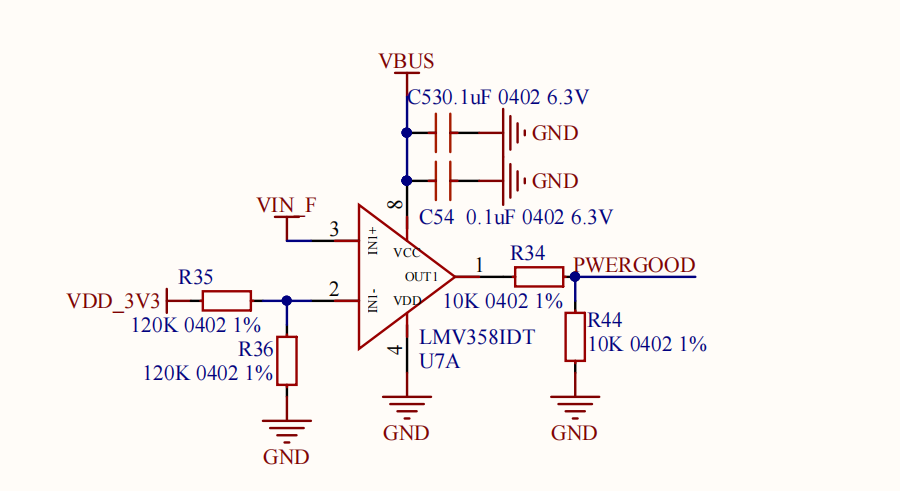 VBUS
C530.1uF 0402 6.3V
GND
GND
8
C54 0.1uF 0402 6.3V
VIN_F
3
IN1+
VCC
R34
PWERGOOD
1
OUT1
R35
VDD_3V3
2
IN1-
VDD
10K 0402 1%
120K 0402 1%
R44
10K 0402 1%
LMV358IDT
U7A
4
R36
120K 0402 1%
GND
GND
GND